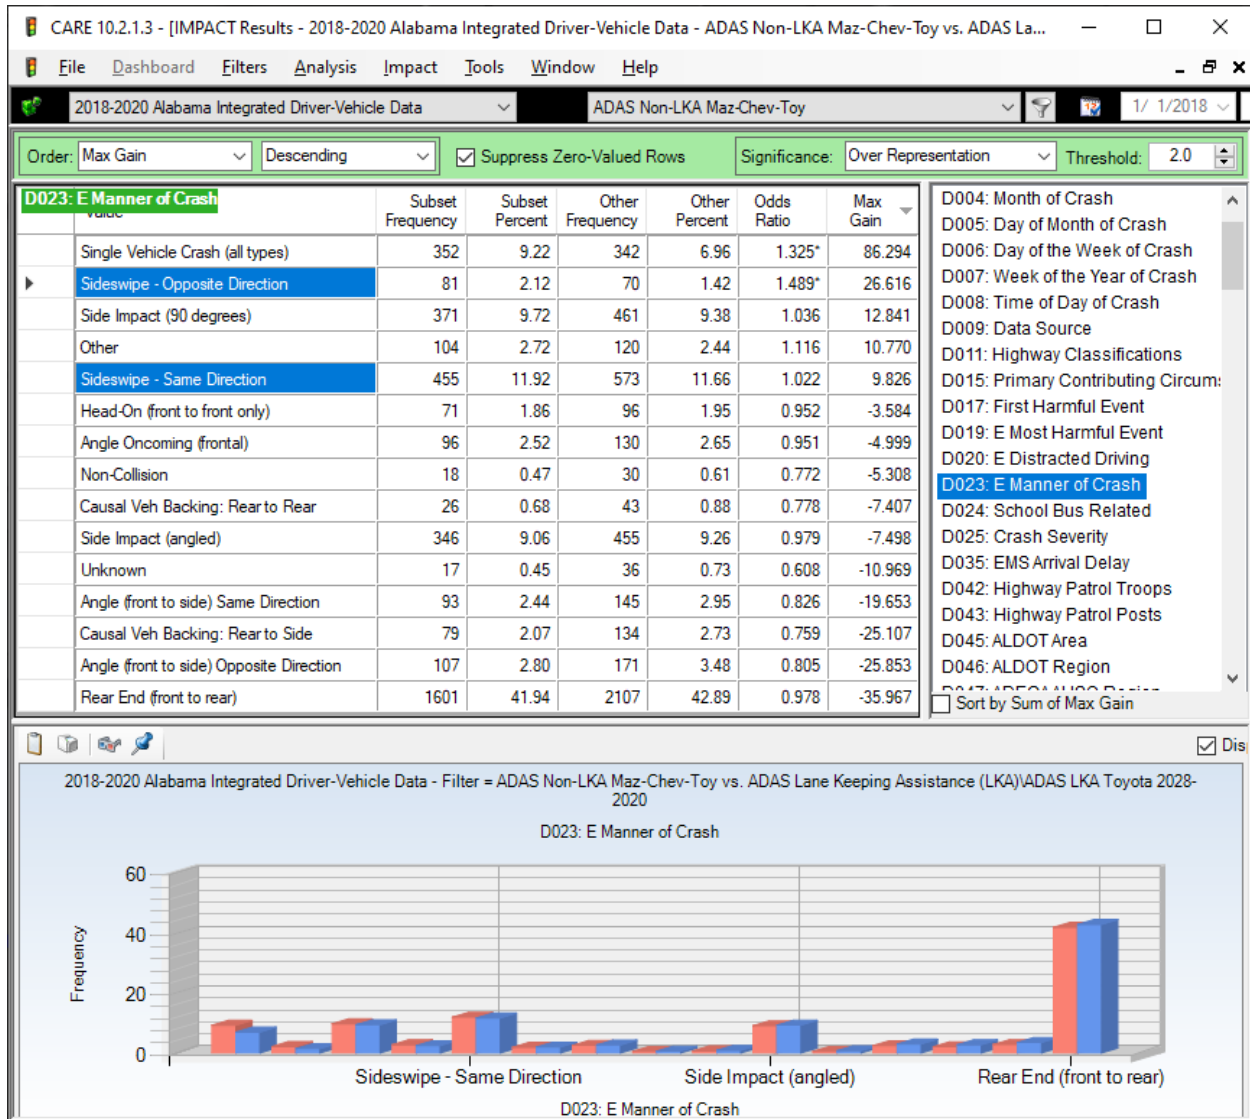 CARE 10.2.1.3 - [IMPACT Results - 2018-2020 Alabama Integrated Driver-Vehicle Data - ADAS Non-LKA Maz-Chev-Toy vs. ADAS La...
File Dashboard Filters Analysis Impact Tools Window Help
2018-2020 Alabama Integrated Driver-Vehicle Data ADAS Non-LKA Maz-Chev-Toy 1/ 1/2018
Order: Max Gain Descending Suppress Zero-Valued Rows Significance: Over Representation Threshold: 2.0
D023: E Manner of Crash
Subset Frequency Subset Percent Other Frequency Other Percent Odds Ratio Max Gain
Single Vehicle Crash (all types) 352 9.22 342 6.96 1.325* 86.294
Sideswipe - Opposite Direction 81 2.12 70 1.42 1.489* 26.616
Side Impact (90 degrees) 371 9.72 461 9.38 1.036 12.841
Other 104 2.72 120 2.44 1.116 10.770
Sideswipe - Same Direction 455 11.92 573 11.66 1.022 9.826
Head-On (front to front only) 71 1.86 96 1.95 0.952 -3.584
Angle Oncoming (frontal) 96 2.52 130 2.65 0.951 -4.999
Non-Collision 18 0.47 30 0.61 0.772 -5.308
Causal Veh Backing: Rear to Rear 26 0.68 43 0.88 0.778 -7.407
Side Impact (angled) 346 9.06 455 9.26 0.979 -7.498
Unknown 17 0.45 36 0.73 0.608 -10.969
Angle (front to side) Same Direction 93 2.44 145 2.95 0.826 -19.653
Causal Veh Backing: Rear to Side 79 2.07 134 2.73 0.759 -25.107
Angle (front to side) Opposite Direction 107 2.80 171 3.48 0.805 -25.853
Rear End (front to rear) 1601 41.94 2107 42.89 0.978 -35.967
D004: Month of Crash
D005: Day of Month of Crash
D006: Day of the Week of Crash
D007: Week of the Year of Crash
D008: Time of Day of Crash
D009: Data Source
D011: Highway Classifications
D015: Primary Contributing Circums
D017: First Harmful Event
D019: E Most Harmful Event
D020: E Distracted Driving
D023: E Manner of Crash
D024: School Bus Related
D025: Crash Severity
D035: EMS Arrival Delay
D042: Highway Patrol Troops
D043: Highway Patrol Posts
D045: ALDOT Area
D046: ALDOT Region
Sort by Sum of Max Gain
Dis
2018-2020 Alabama Integrated Driver-Vehicle Data - Filter = ADAS Non-LKA Maz-Chev-Toy vs. ADAS Lane Keeping Assistance (LKA)\ADAS LKA Toyota 2028-
2020
D023: E Manner of Crash
60
40
20
0
Frequency
Sideswipe - Same Direction Side Impact (angled) Rear End (front to rear)
D023: E Manner of Crash